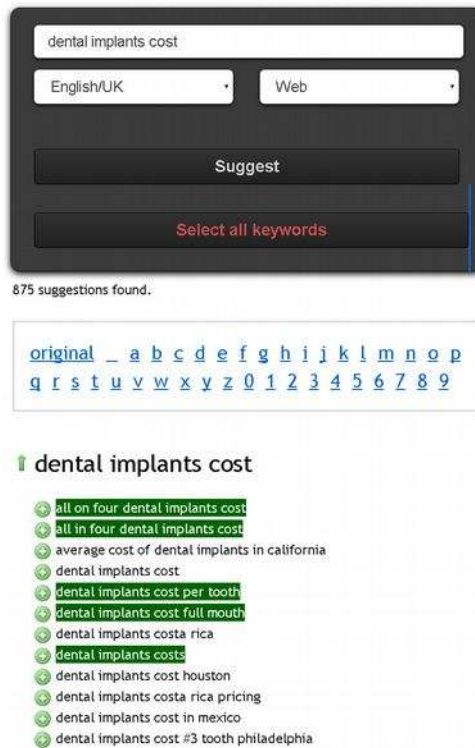 dental implants cost
English/UK Web
Suggest
Select all keywords
875 suggestions found.
original _ a b c d e f g h i j k l m n o p
q r s t u v w x y z 0 1 2 3 4 5 6 7 8 9
dental implants cost
all on four dental implants cost
all in four dental implants cost
average cost of dental implants in california
dental implants cost
dental implants cost per tooth
dental implants cost full mouth
dental implants costa rica
dental implants costs
dental implants cost houston
dental implants costa rica pricing
dental implants cost in mexico
dental implants cost #3 tooth philadelphia